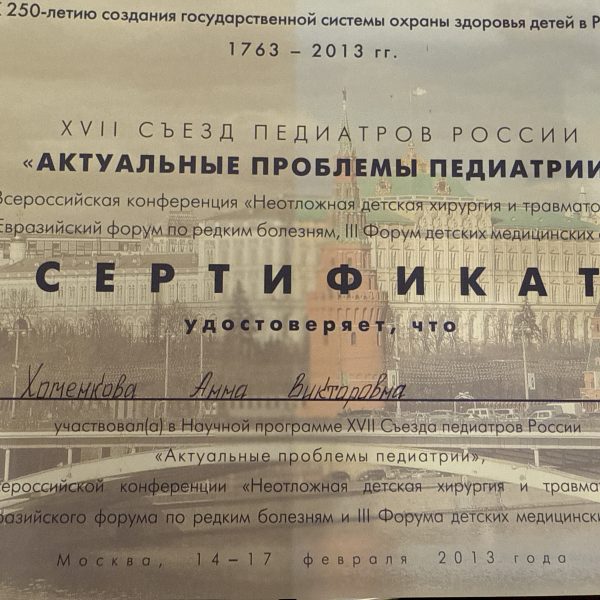 250-летию создания государственной системы охраны здоровья детей в Р
1763 – 2013 гг.
XVII СЪЕЗД ПЕДИАТРОВ РОССИИ
«АКТУАЛЬНЫЕ ПРОБЛЕМЫ ПЕДИАТРИИ
Всероссийская конференция «Неотложная детская хирургия и травмато
Евразийский форум по редким болезням, III Форум детских медицинских
СЕРТИФИКАТ
удостоверяет, что
Хоменкова Анна Викторовна
участвовал(а) в Научной программе XVII Съезда педиатров России
«Актуальные проблемы педиатрии»,
сероссийской конференции «Неотложная детская хирургия и травмат
разийского форума по редким болезням и III Форума детских медицински
Москва, 14–17 февраля 2013 года